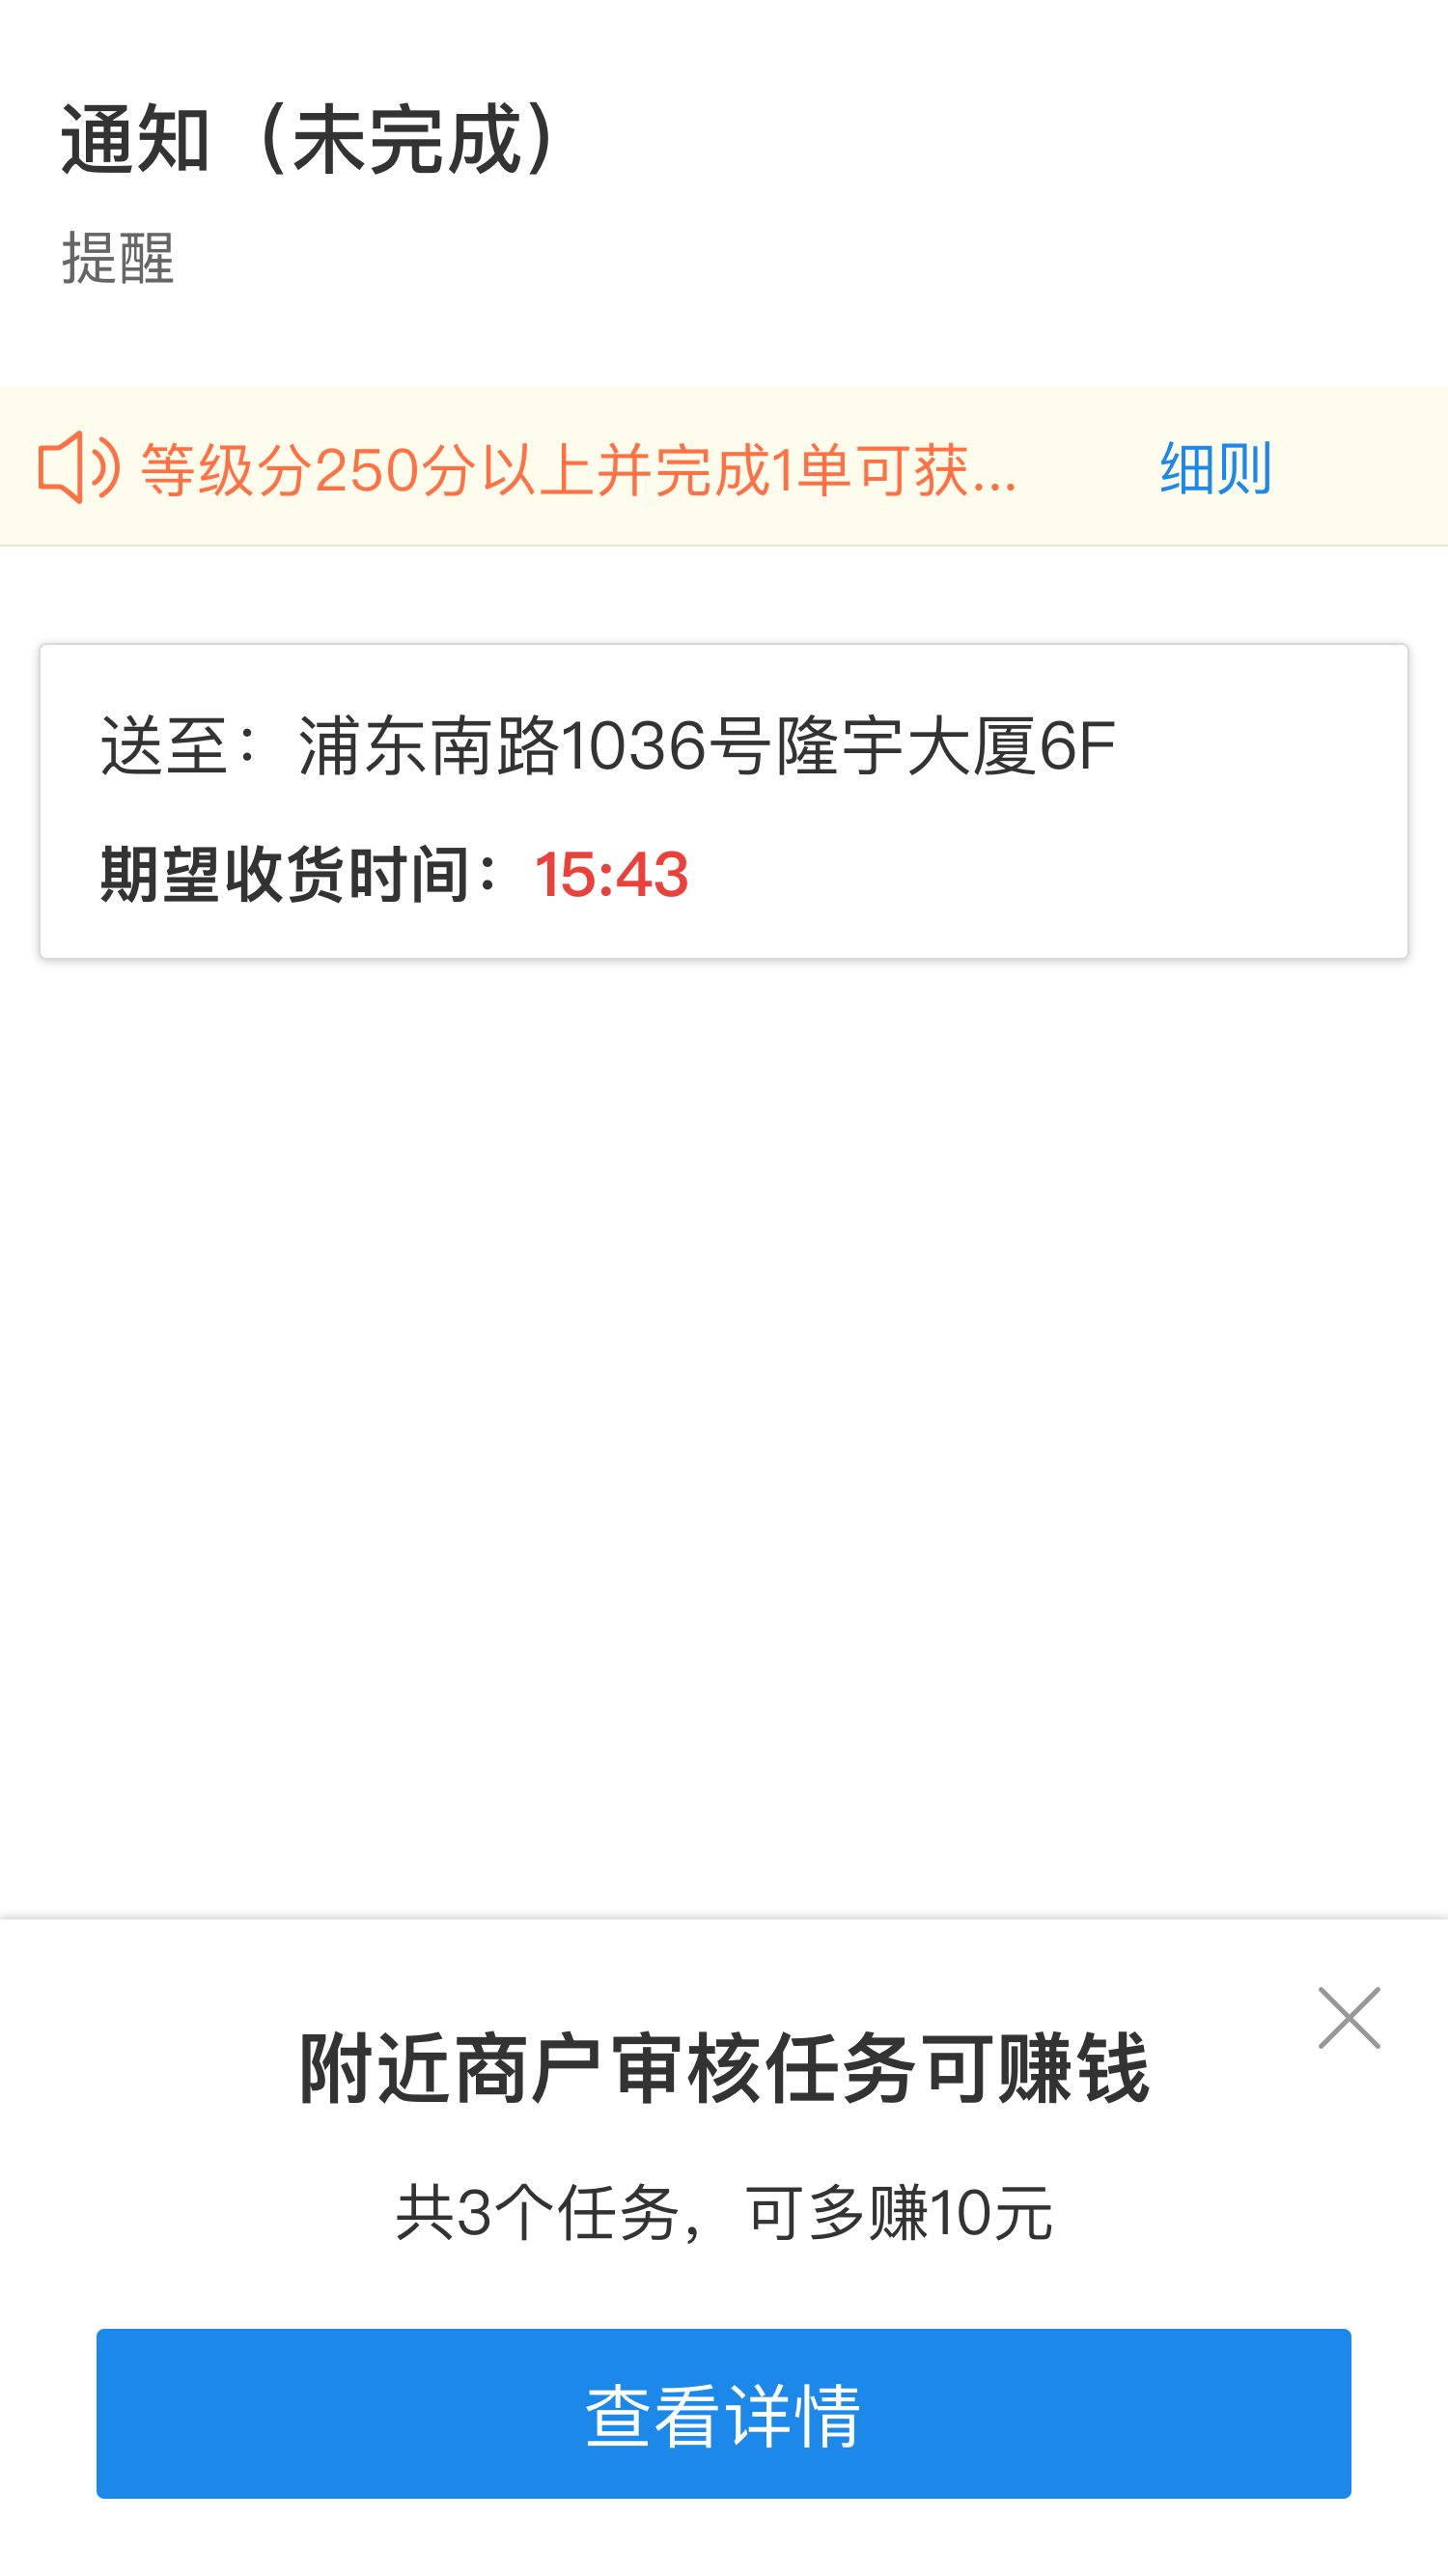 通知（未完成）
提醒
等级分250分以上并完成1单可获... 细则
送至：浦东南路1036号隆宇大厦6F
期望收货时间：15:43
附近商户审核任务可赚钱
共3个任务，可多赚10元
查看详情